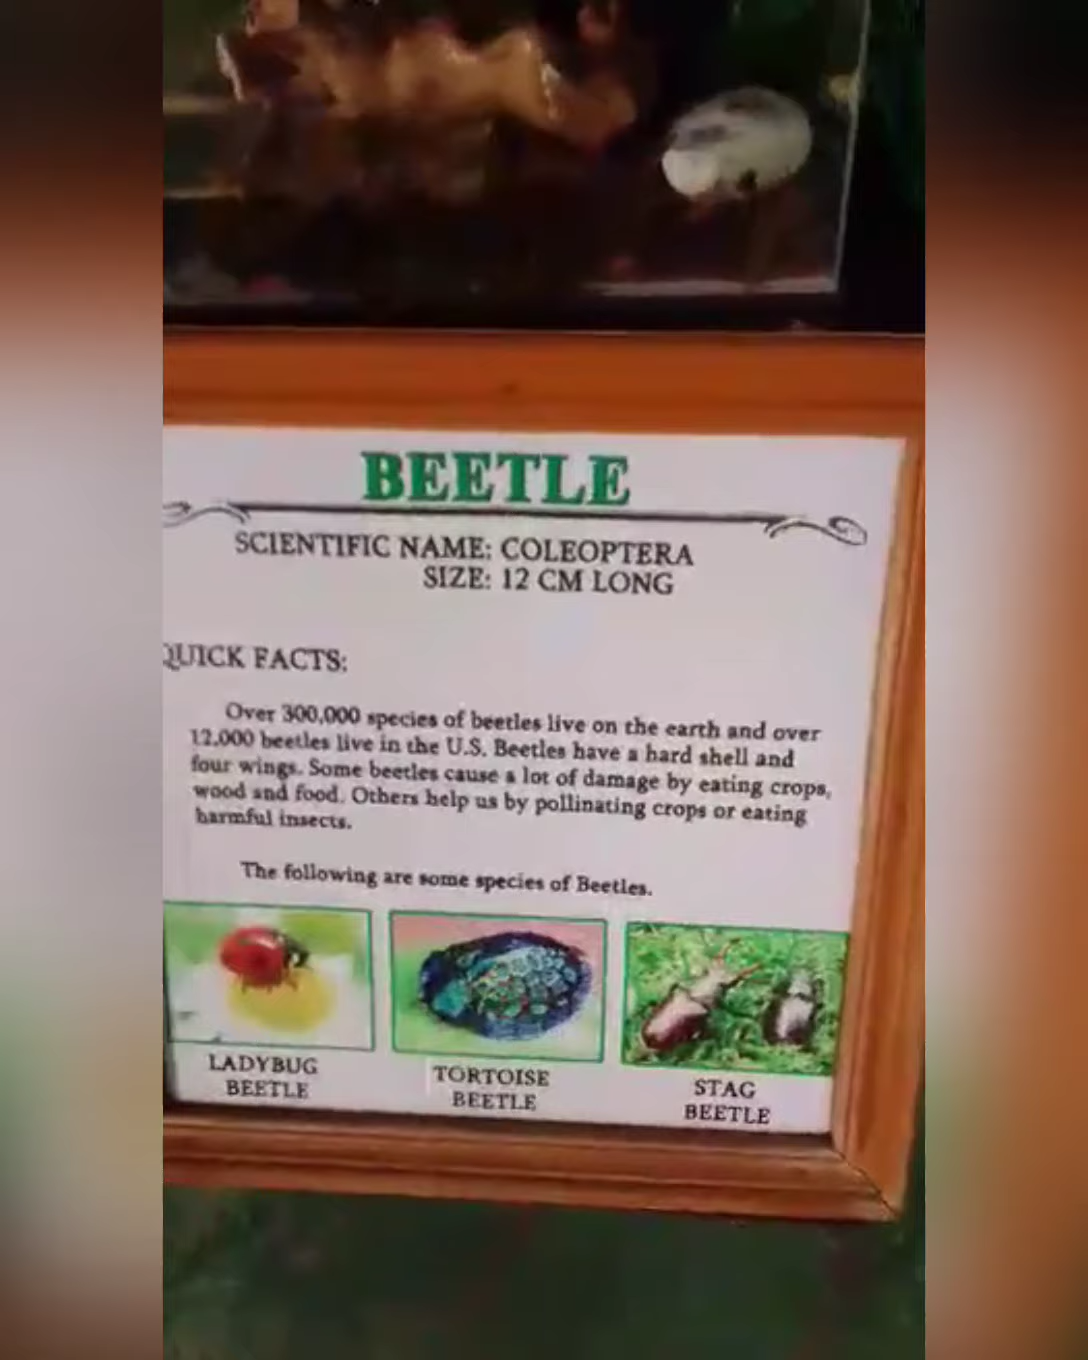 BEETLE
SCIENTIFIC NAME: COLEOPTERA
SIZE: 12 CM LONG
QUICK FACTS:
Over 300,000 species of beetles live on the earth and over
12,000 beetles live in the U.S. Beetles have a hard shell and
four wings. Some beetles cause a lot of damage by eating crops,
wood and food. Others help us by pollinating crops or eating
harmful insects.
The following are some species of Beetles.
LADYBUG
BEETLE
TORTOISE
BEETLE
STAG
BEETLE